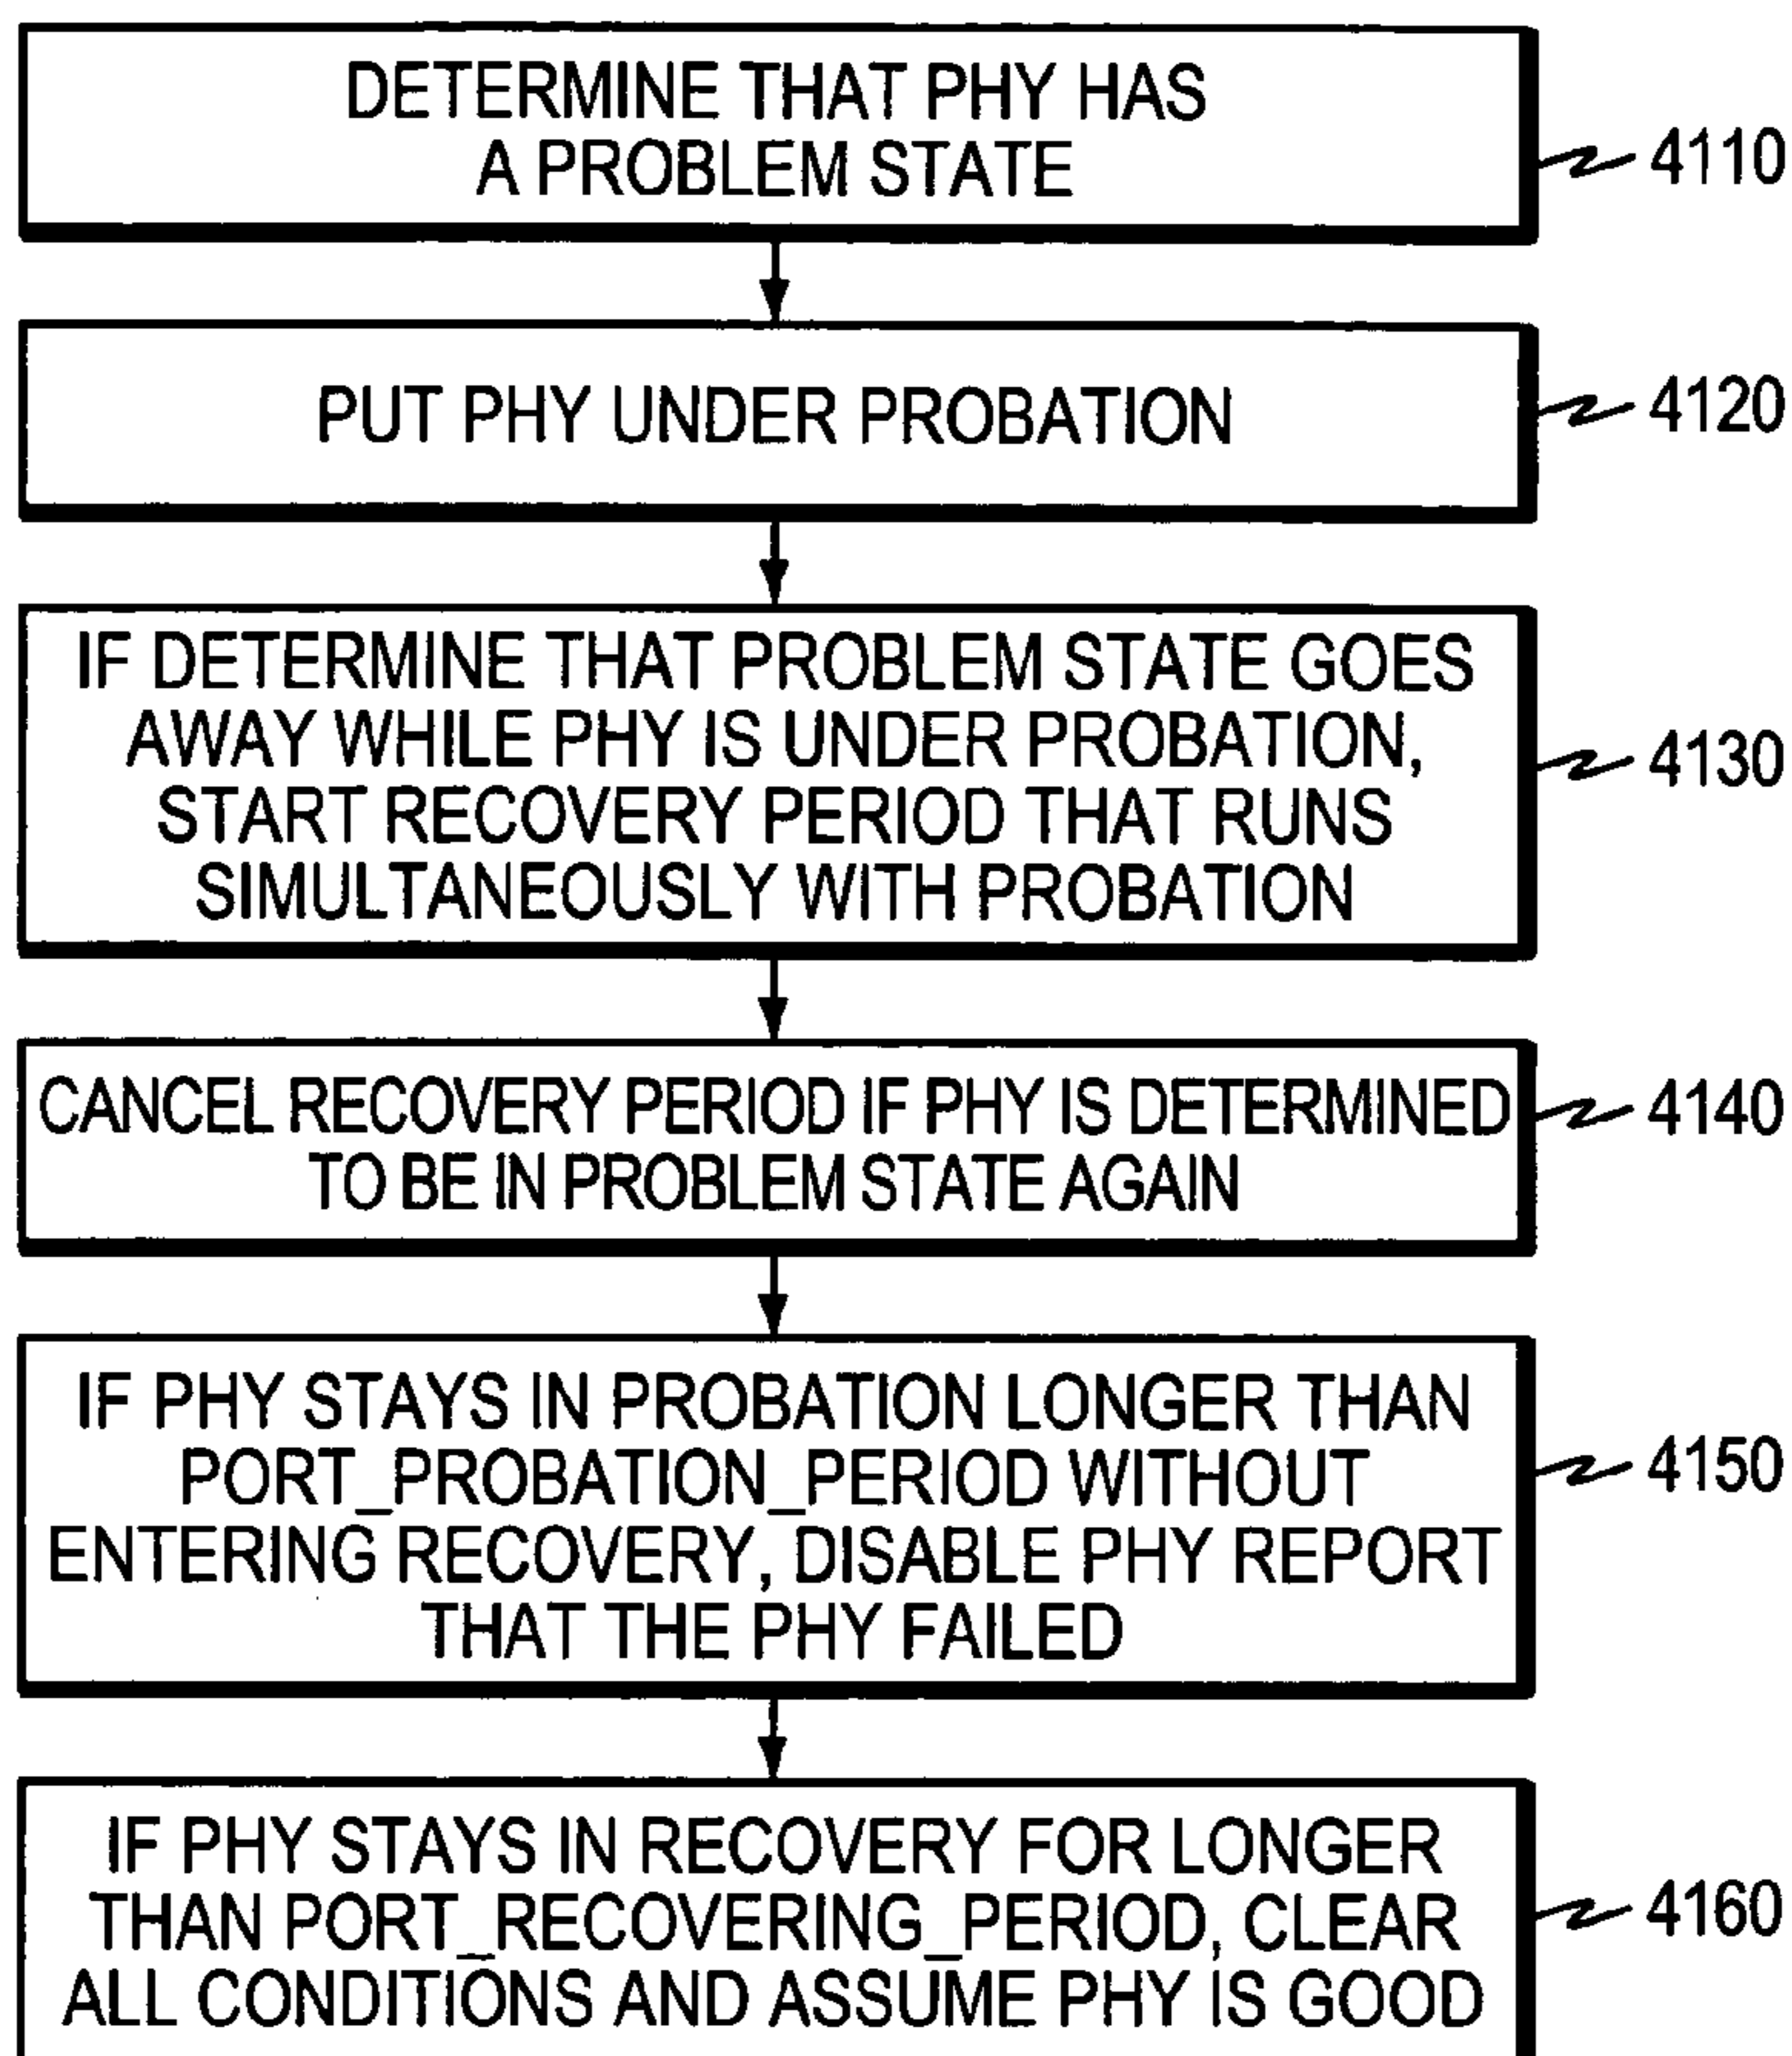 DETERMINE THAT PHY HAS
A PROBLEM STATE
4110
PUT PHY UNDER PROBATION
4120
IF DETERMINE THAT PROBLEM STATE GOES
AWAY WHILE PHY IS UNDER PROBATION,
START RECOVERY PERIOD THAT RUNS
SIMULTANEOUSLY WITH PROBATION
4130
CANCEL RECOVERY PERIOD IF PHY IS DETERMINED
TO BE IN PROBLEM STATE AGAIN
4140
IF PHY STAYS IN PROBATION LONGER THAN
PORT_PROBATION_PERIOD WITHOUT
ENTERING RECOVERY, DISABLE PHY REPORT
THAT THE PHY FAILED
4150
IF PHY STAYS IN RECOVERY FOR LONGER
THAN PORT_RECOVERING_PERIOD, CLEAR
ALL CONDITIONS AND ASSUME PHY IS GOOD
4160